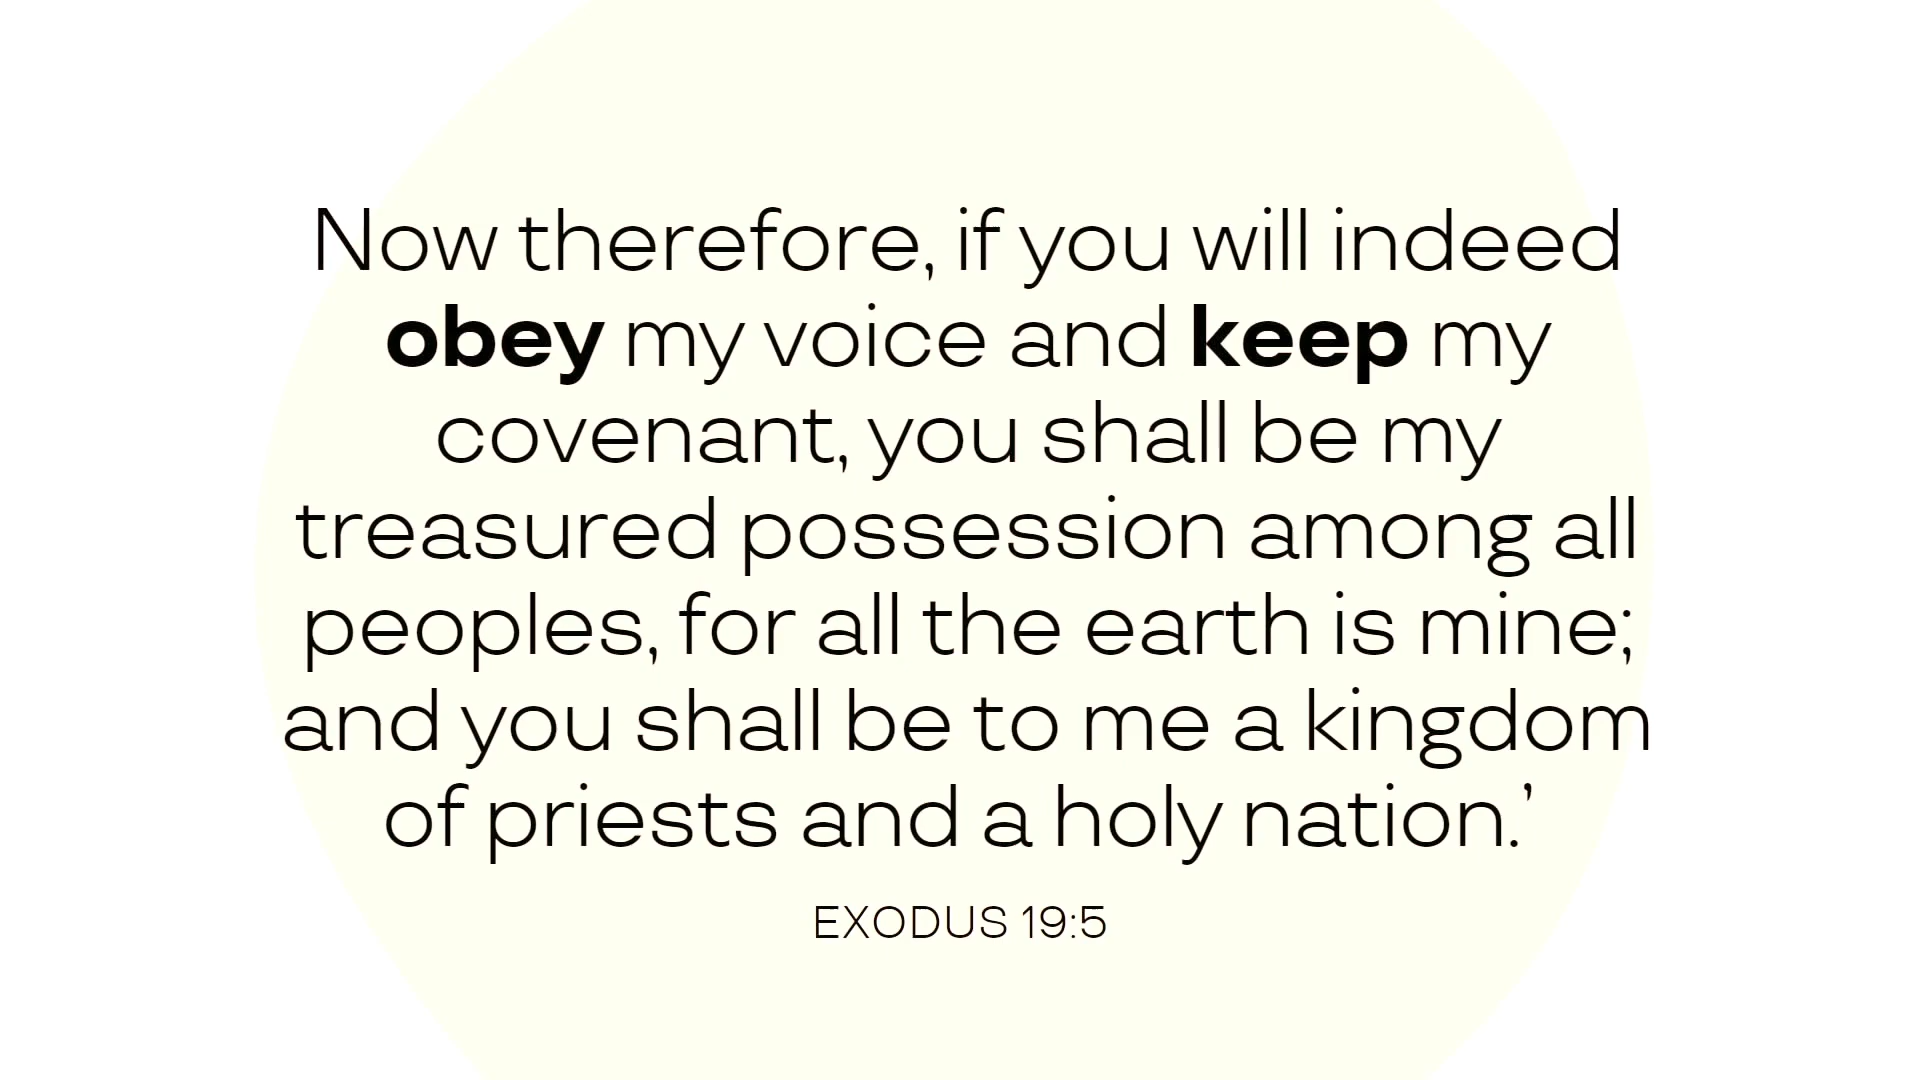 Now therefore, if you will indeed
obey my voice and keep my
covenant, you shall be my
treasured possession among all
peoples, for all the earth is mine;
and you shall be to me a kingdom
of priests and a holy nation.’
EXODUS 19:5